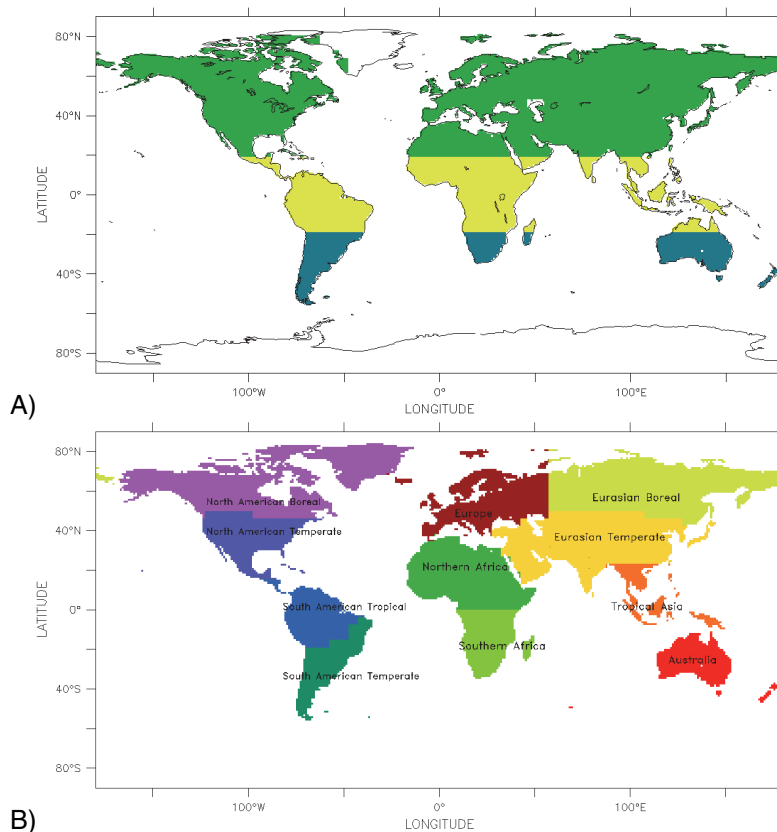 80°N
40°N
0°
40°S
80°S
LATITUDE
100°W 0° 100°E
LONGITUDE
A)
80°N
40°N
0°
40°S
80°S
LATITUDE
North American Boreal
Eurasian Boreal
Europe
North American Temperate
Eurasian Temperate
Northern Africa
South American Tropical
Tropical Asia
Southern Africa
Australia
South American Temperate
100°W 0° 100°E
LONGITUDE
B)